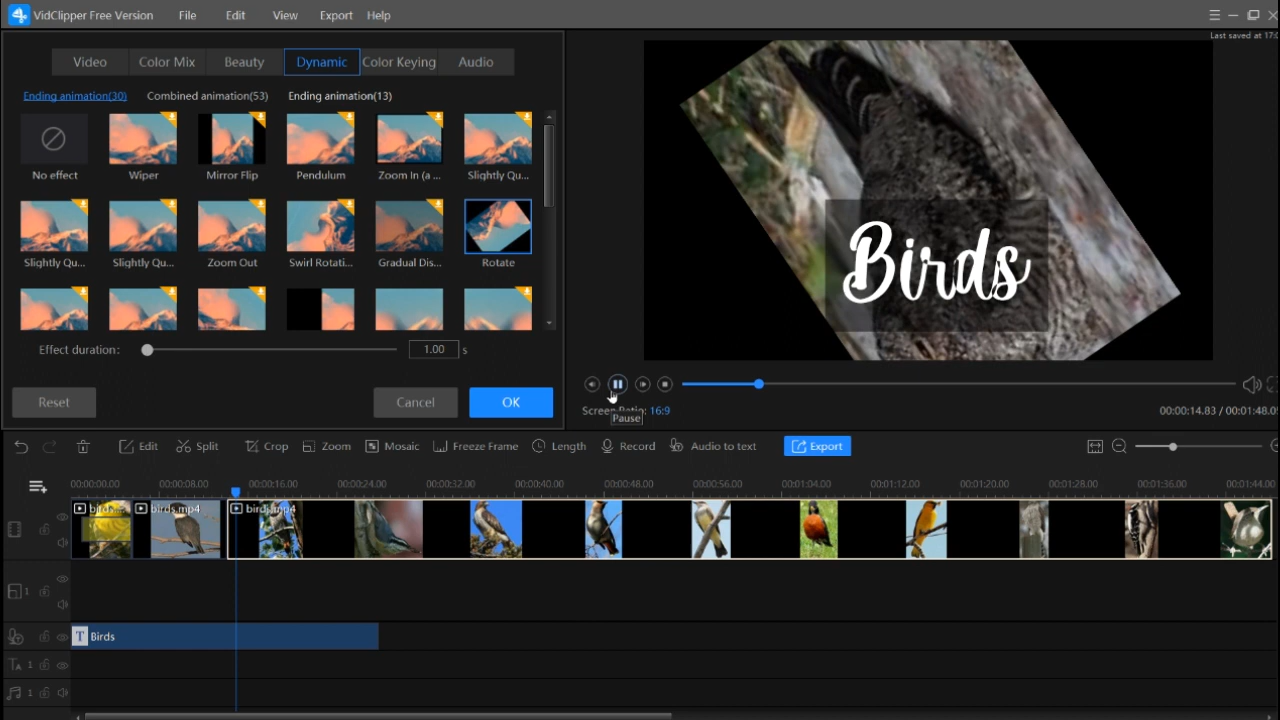 VidClipper Free Version File Edit View Export Help
Last saved at 17:0
Video Color Mix Beauty Dynamic Color Keying Audio
Ending animation(30) Combined animation(53) Ending animation(13)
No effect Wiper Mirror Flip Pendulum Zoom In (a ... Slightly Qu...
Slightly Qu... Slightly Qu... Zoom Out Swirl Rotati... Gradual Dis... Rotate
Effect duration: 1.00 s
Reset Cancel OK
Birds
Screen Ratio: 16:9 00:00:14.83 / 00:01:48.0
Pause
Edit Split Crop Zoom Mosaic Freeze Frame Length Record Audio to text Export
00:00:00.00 00:00:08.00 00:00:16.00 00:00:24.00 00:00:32.00 00:00:40.00 00:00:48.00 00:00:56.00 00:01:04.00 00:01:12.00 00:01:20.00 00:01:28.00 00:01:36.00 00:01:44.00
birds.mp4
1
T Birds
TA 1
1